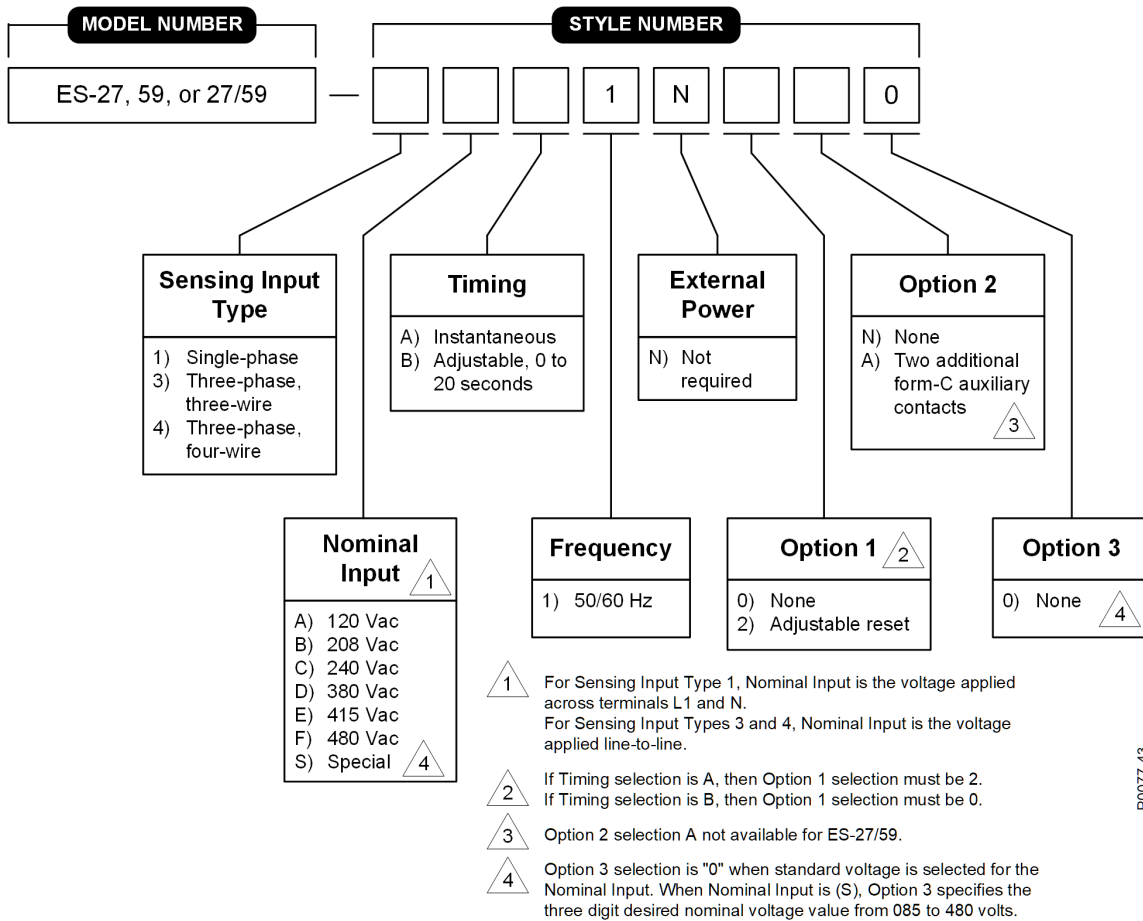 MODEL NUMBER
STYLE NUMBER
ES-27, 59, or 27/59
—
1
N
0
Sensing Input
Type
1) Single-phase
3) Three-phase,
three-wire
4) Three-phase,
four-wire
Timing
A) Instantaneous
B) Adjustable, 0 to
20 seconds
External
Power
N) Not
required
Option 2
N) None
A) Two additional
form-C auxiliary
contacts
3
Nominal
Input
1
A) 120 Vac
B) 208 Vac
C) 240 Vac
D) 380 Vac
E) 415 Vac
F) 480 Vac
S) Special
4
Frequency
1) 50/60 Hz
Option 1
2
0) None
2) Adjustable reset
Option 3
0) None
4
1
For Sensing Input Type 1, Nominal Input is the voltage applied
across terminals L1 and N.
For Sensing Input Types 3 and 4, Nominal Input is the voltage
applied line-to-line.
2
If Timing selection is A, then Option 1 selection must be 2.
If Timing selection is B, then Option 1 selection must be 0.
3
Option 2 selection A not available for ES-27/59.
4
Option 3 selection is "0" when standard voltage is selected for the
Nominal Input. When Nominal Input is (S), Option 3 specifies the
three digit desired nominal voltage value from 085 to 480 volts.